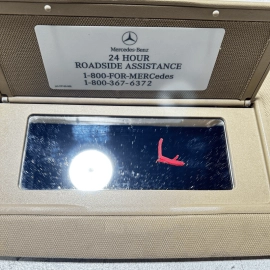 Mercedes-Benz
24 HOUR
ROADSIDE ASSISTANCE
1-800-FOR-MERCedes
1-800-367-6372